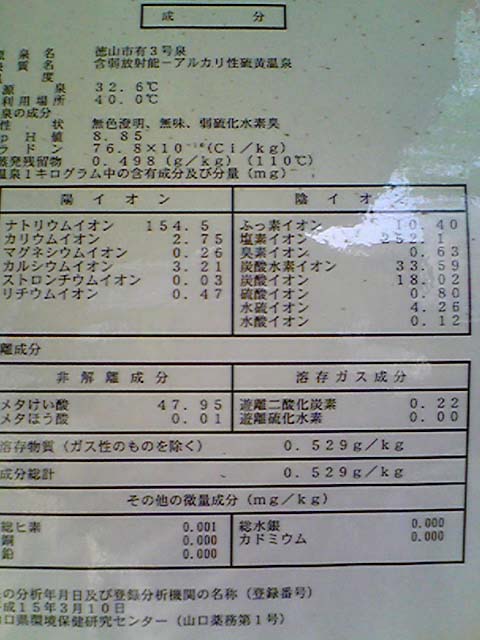 成 分
源泉名 徳山市有3号泉
泉質名 含弱放射能－アルカリ性硫黄温泉
温度
源泉 32.6℃
利用場所 40.0℃
泉の成分
性状 無色澄明、無味、弱硫化水素臭
pH値 8.85
ラドン 76.8×10 (Ci/kg)
蒸発残留物 0.498(g/kg)(110℃)
温泉1キログラム中の含有成分及び分量(mg)
陽イオン 陰イオン
ナトリウムイオン 154.5 ふっ素イオン 10.40
カリウムイオン 2.75 塩素イオン 252.1
マグネシウムイオン 0.26 臭素イオン 0.63
カルシウムイオン 3.21 炭酸水素イオン 33.59
ストロンチウムイオン 0.03 炭酸イオン 18.02
リチウムイオン 0.47 硫酸イオン 0.80
水硫イオン 4.26
水酸イオン 0.12
離成分
非解離成分 溶存ガス成分
メタけい酸 47.95 遊離二酸化炭素 0.22
メタほう酸 0.01 遊離硫化水素 0.00
溶存物質(ガス性のものを除く) 0.529g/kg
成分総計 0.529g/kg
その他の微量成分(mg/kg)
総ヒ素 0.001 総水銀 0.000
銅 0.000 カドミウム 0.000
鉛 0.000
の分析年月日及び登録分析機関の名称(登録番号)
平成15年3月10日
山口県環境保健研究センター(山口薬務第1号)